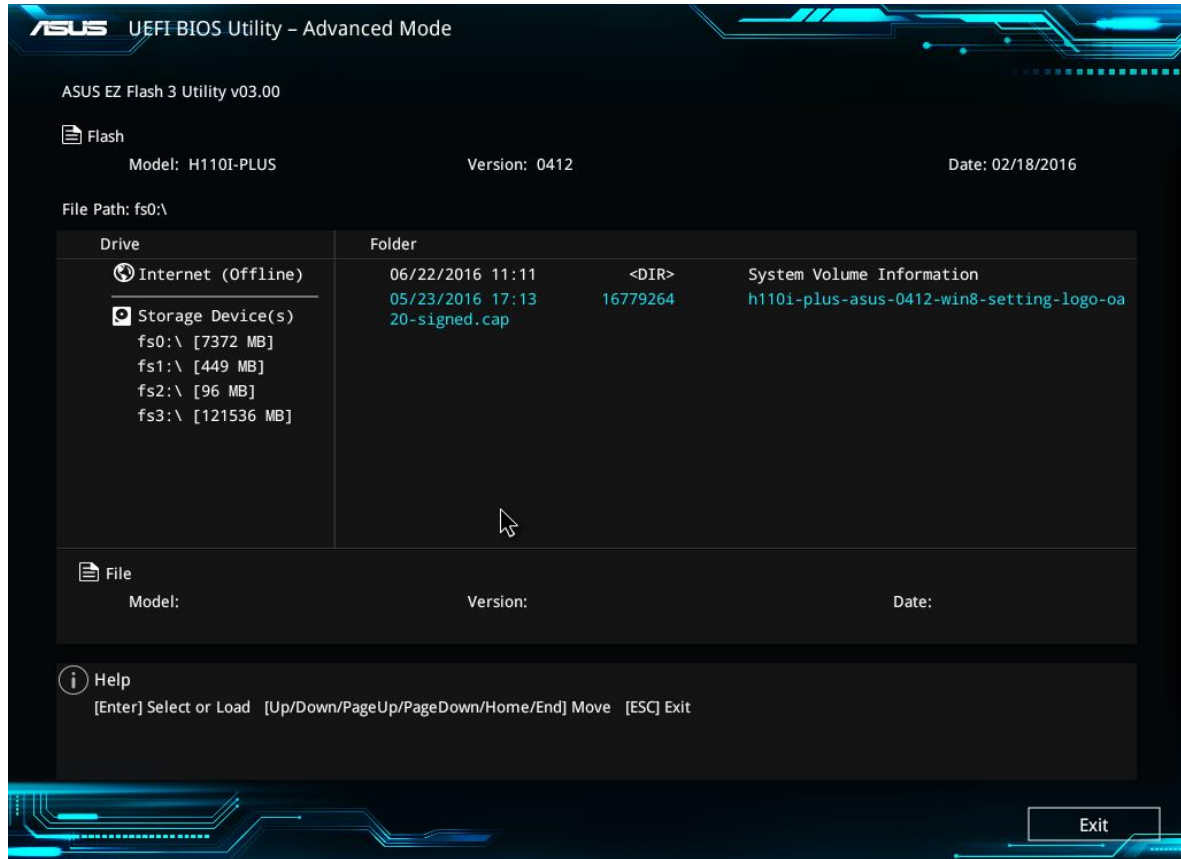 ASUS UEFI BIOS Utility – Advanced Mode
ASUS EZ Flash 3 Utility v03.00
Flash
Model: H110I-PLUS Version: 0412 Date: 02/18/2016
File Path: fs0:\
Drive Folder
Internet (Offline) 06/22/2016 11:11 <DIR> System Volume Information
05/23/2016 17:13 16779264 h110i-plus-asus-0412-win8-setting-logo-oa
Storage Device(s) 20-signed.cap
fs0:\ [7372 MB]
fs1:\ [449 MB]
fs2:\ [96 MB]
fs3:\ [121536 MB]
File
Model: Version: Date:
Help
[Enter] Select or Load [Up/Down/PageUp/PageDown/Home/End] Move [ESC] Exit
Exit